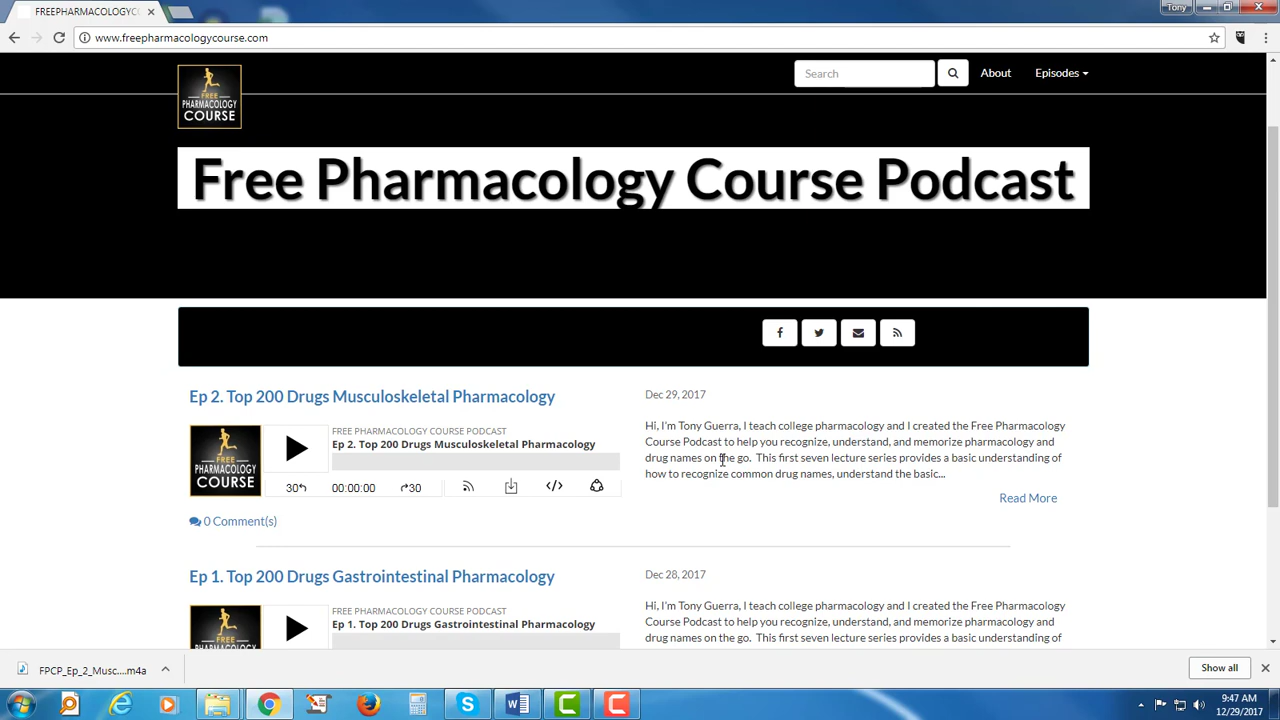 FREEPHARMACOLOGYC
Tony
www.freepharmacologycourse.com
FREE
PHARMACOLOGY
COURSE
Search
About
Episodes
Free Pharmacology Course Podcast
Ep 2. Top 200 Drugs Musculoskeletal Pharmacology
Dec 29, 2017
FREE
PHARMACOLOGY
COURSE
FREE PHARMACOLOGY COURSE PODCAST
Ep 2. Top 200 Drugs Musculoskeletal Pharmacology
30
00:00:00
30
Hi, I'm Tony Guerra, I teach college pharmacology and I created the Free Pharmacology
Course Podcast to help you recognize, understand, and memorize pharmacology and
drug names on the go. This first seven lecture series provides a basic understanding of
how to recognize common drug names, understand the basic...
Read More
0 Comment(s)
Ep 1. Top 200 Drugs Gastrointestinal Pharmacology
Dec 28, 2017
FREE PHARMACOLOGY COURSE PODCAST
Ep 1. Top 200 Drugs Gastrointestinal Pharmacology
Hi, I'm Tony Guerra, I teach college pharmacology and I created the Free Pharmacology
Course Podcast to help you recognize, understand, and memorize pharmacology and
drug names on the go. This first seven lecture series provides a basic understanding of
FPCP_Ep_2_Musc....m4a
Show all
9:47 AM
12/29/2017